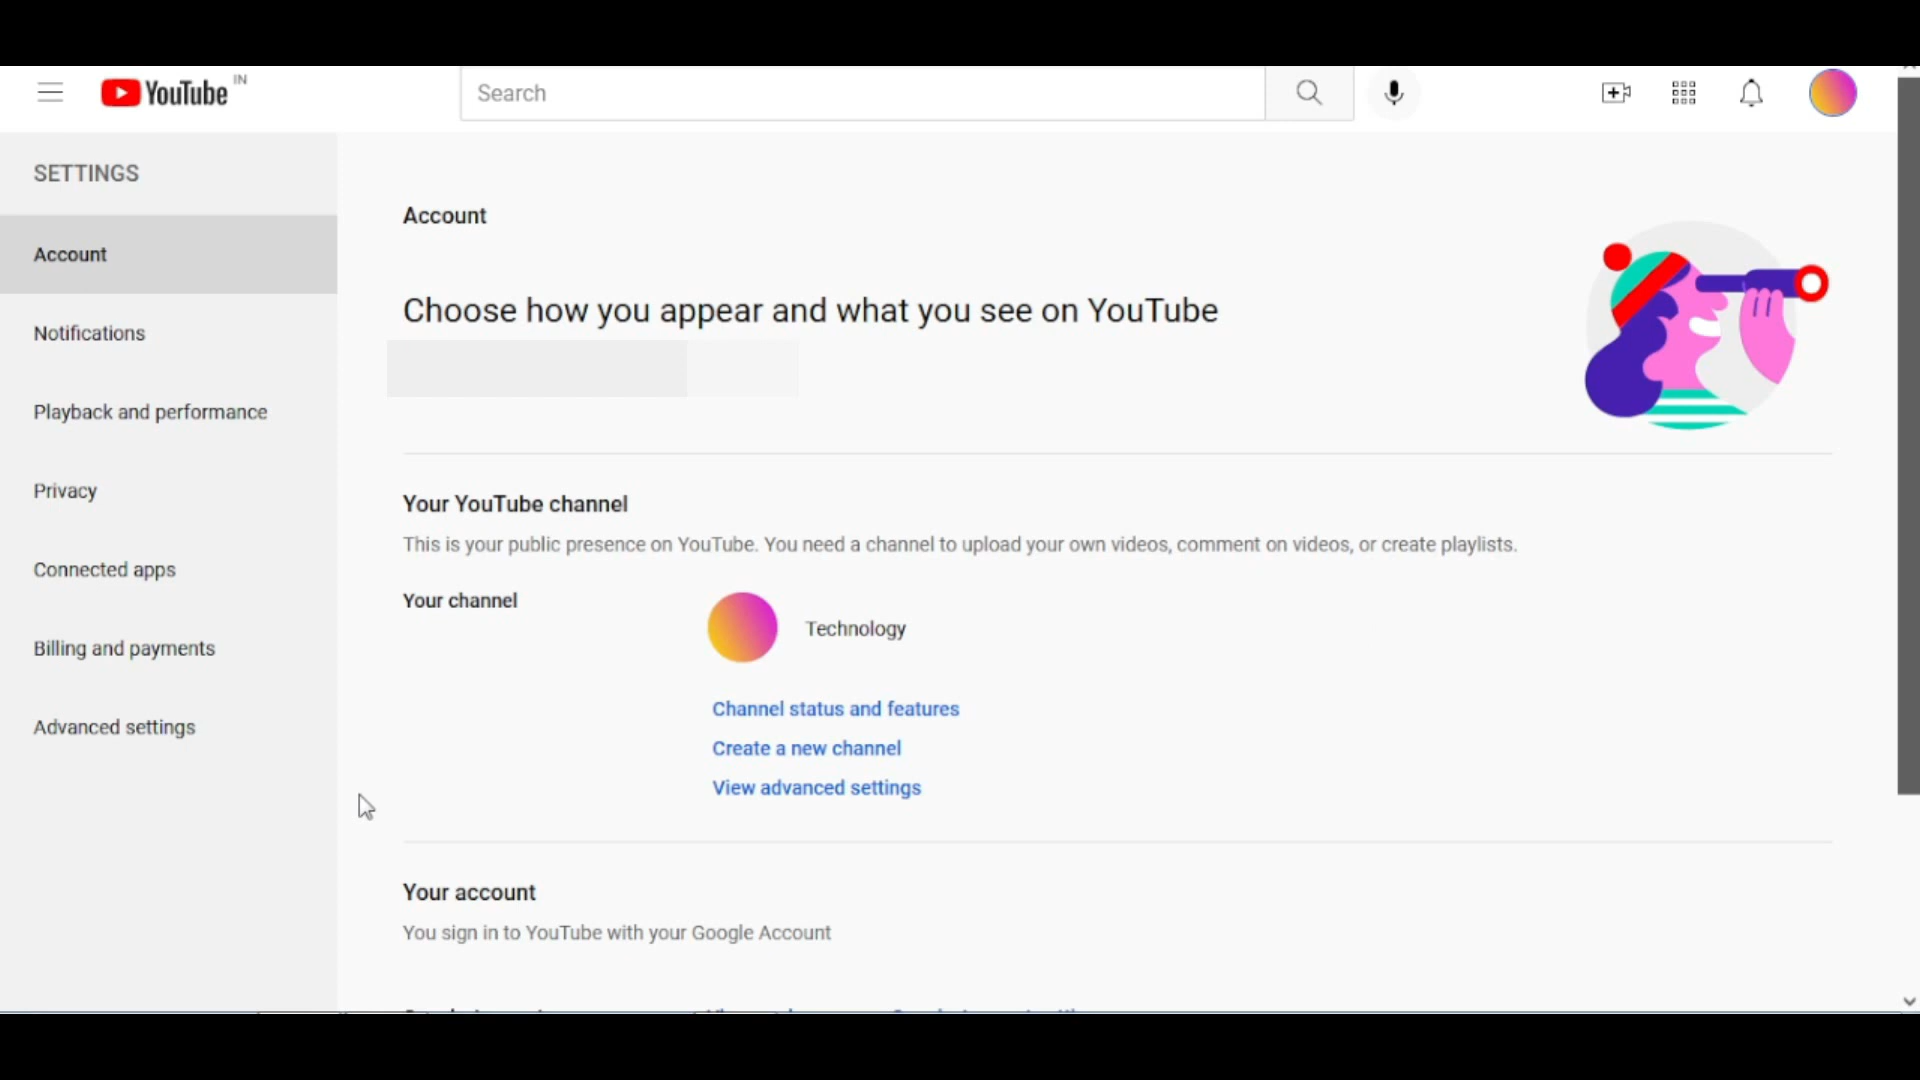 YouTube IN
Search
SETTINGS
Account
Notifications
Playback and performance
Privacy
Connected apps
Billing and payments
Advanced settings
Account
Choose how you appear and what you see on YouTube
Your YouTube channel
This is your public presence on YouTube. You need a channel to upload your own videos, comment on videos, or create playlists.
Your channel
Technology
Channel status and features
Create a new channel
View advanced settings
Your account
You sign in to YouTube with your Google Account